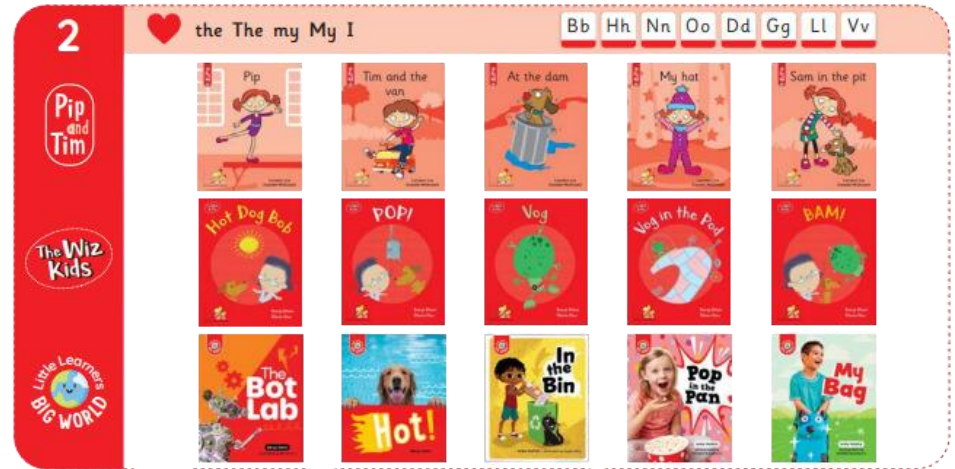 2
the The my My I
Bb Hh Nn Oo Dd Gg Ll Vv
Pip
and
Tim
Pip
Tim and the
van
At the dam
My hat
Sam in the pit
The Wiz
Kids
Hot Dog Bob
POP!
Vog
Vog in the Pod
BAM!
Little Learners
BIG WORLD
The
Bot
Lab
Hot!
In
the
Bin
Pop
in the
Pan
My
Bag